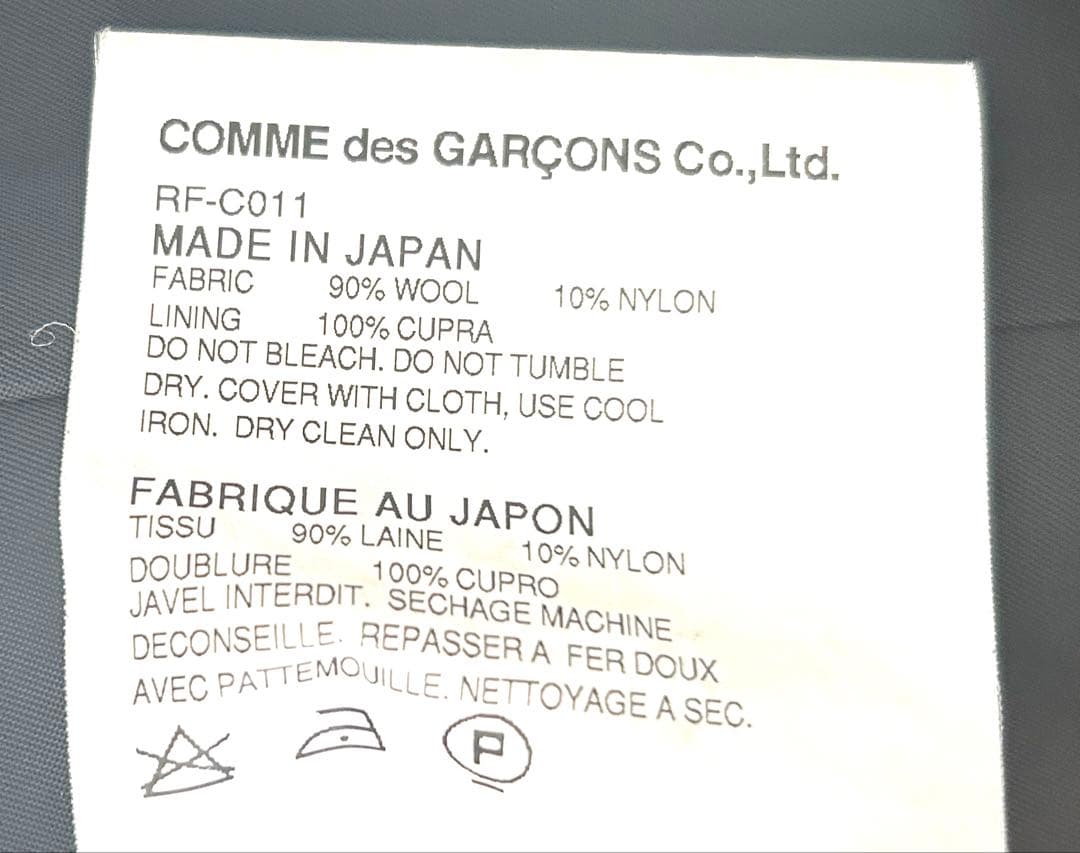 COMME des GARÇONS Co.,Ltd.
RF-C011
MADE IN JAPAN
FABRIC 90% WOOL 10% NYLON
LINING 100% CUPRA
DO NOT BLEACH. DO NOT TUMBLE
DRY. COVER WITH CLOTH, USE COOL
IRON. DRY CLEAN ONLY.
FABRIQUE AU JAPON
TISSU 90% LAINE 10% NYLON
DOUBLURE 100% CUPRO
JAVEL INTERDIT. SECHAGE MACHINE
DECONSEILLE. REPASSER A FER DOUX
AVEC PATTEMOUILLE. NETTOYAGE A SEC.
P